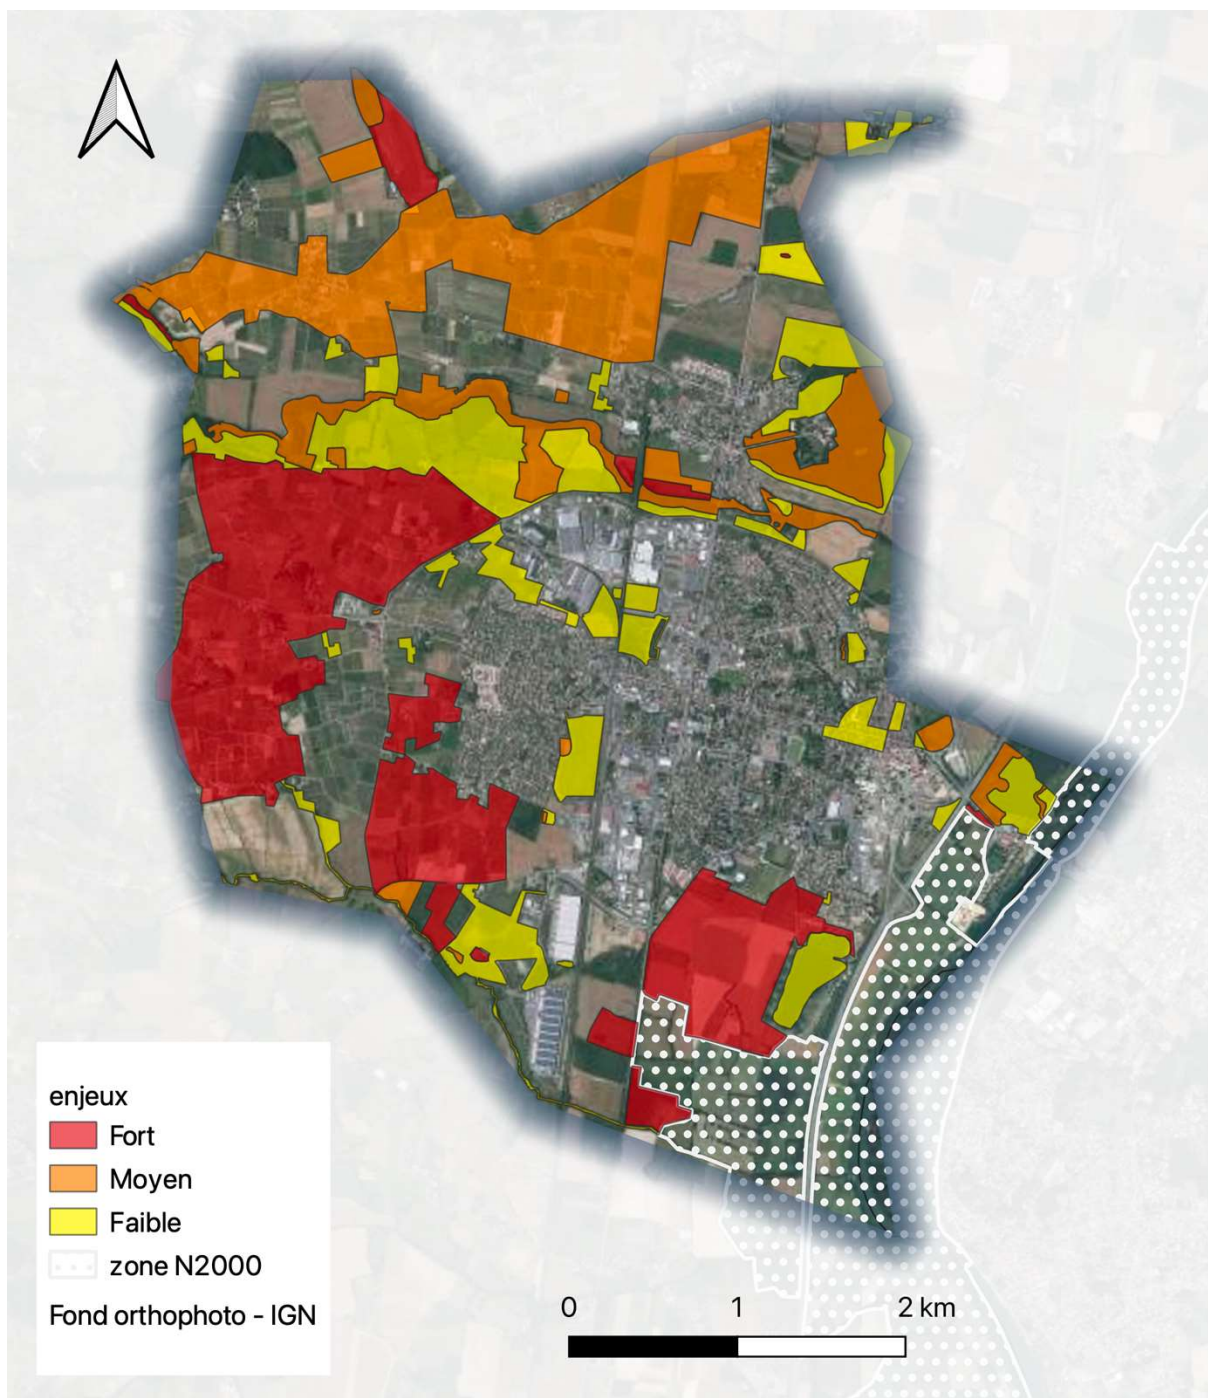 enjeux
Fort
Moyen
Faible
zone N2000
Fond orthophoto - IGN
0 1 2 km